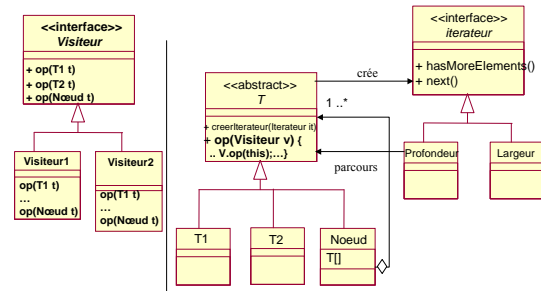 <<interface>>
Visiteur
+ op(T1 t)
+ op(T2 t)
+ op(Nœud t)
Visiteur1
op(T1 t)
...
op(Nœud t)
Visiteur2
op(T1 t)
...
op(Nœud t)
<<abstract>>
T
+ creerIterateur(Iterateur it)
+ op(Visiteur v) {
.. V.op(this);...}
crée
1 ..*
parcours
<<interface>>
iterateur
+ hasMoreElements()
+ next()
Profondeur
Largeur
T1
T2
Noeud
T[]